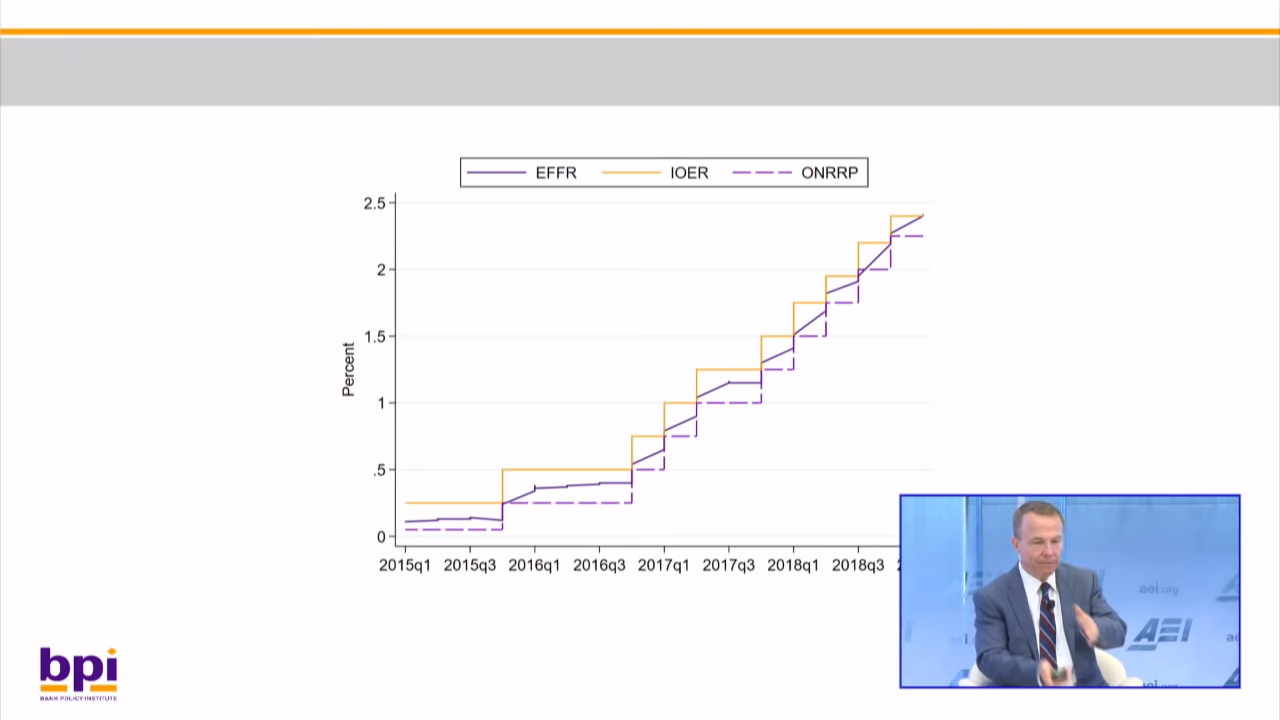 EFFR IOER ONRRP
2.5
2
1.5
1
.5
0
Percent
2015q1 2015q3 2016q1 2016q3 2017q1 2017q3 2018q1 2018q3
aei.org
AEI
bpi
BANK POLICY INSTITUTE